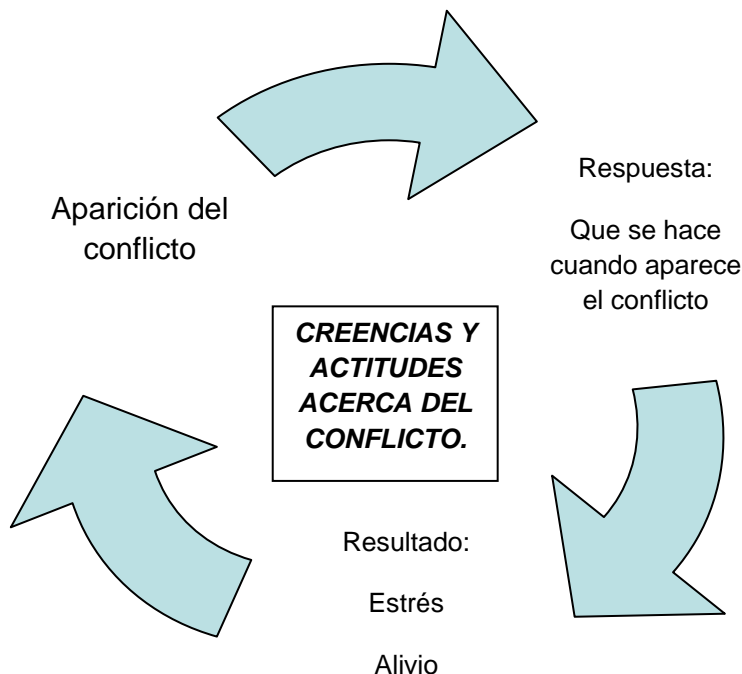 Aparición del
conflicto
Respuesta:
Que se hace
cuando aparece
el conflicto
CREENCIAS Y
ACTITUDES
ACERCA DEL
CONFLICTO.
Resultado:
Estrés
Alivio